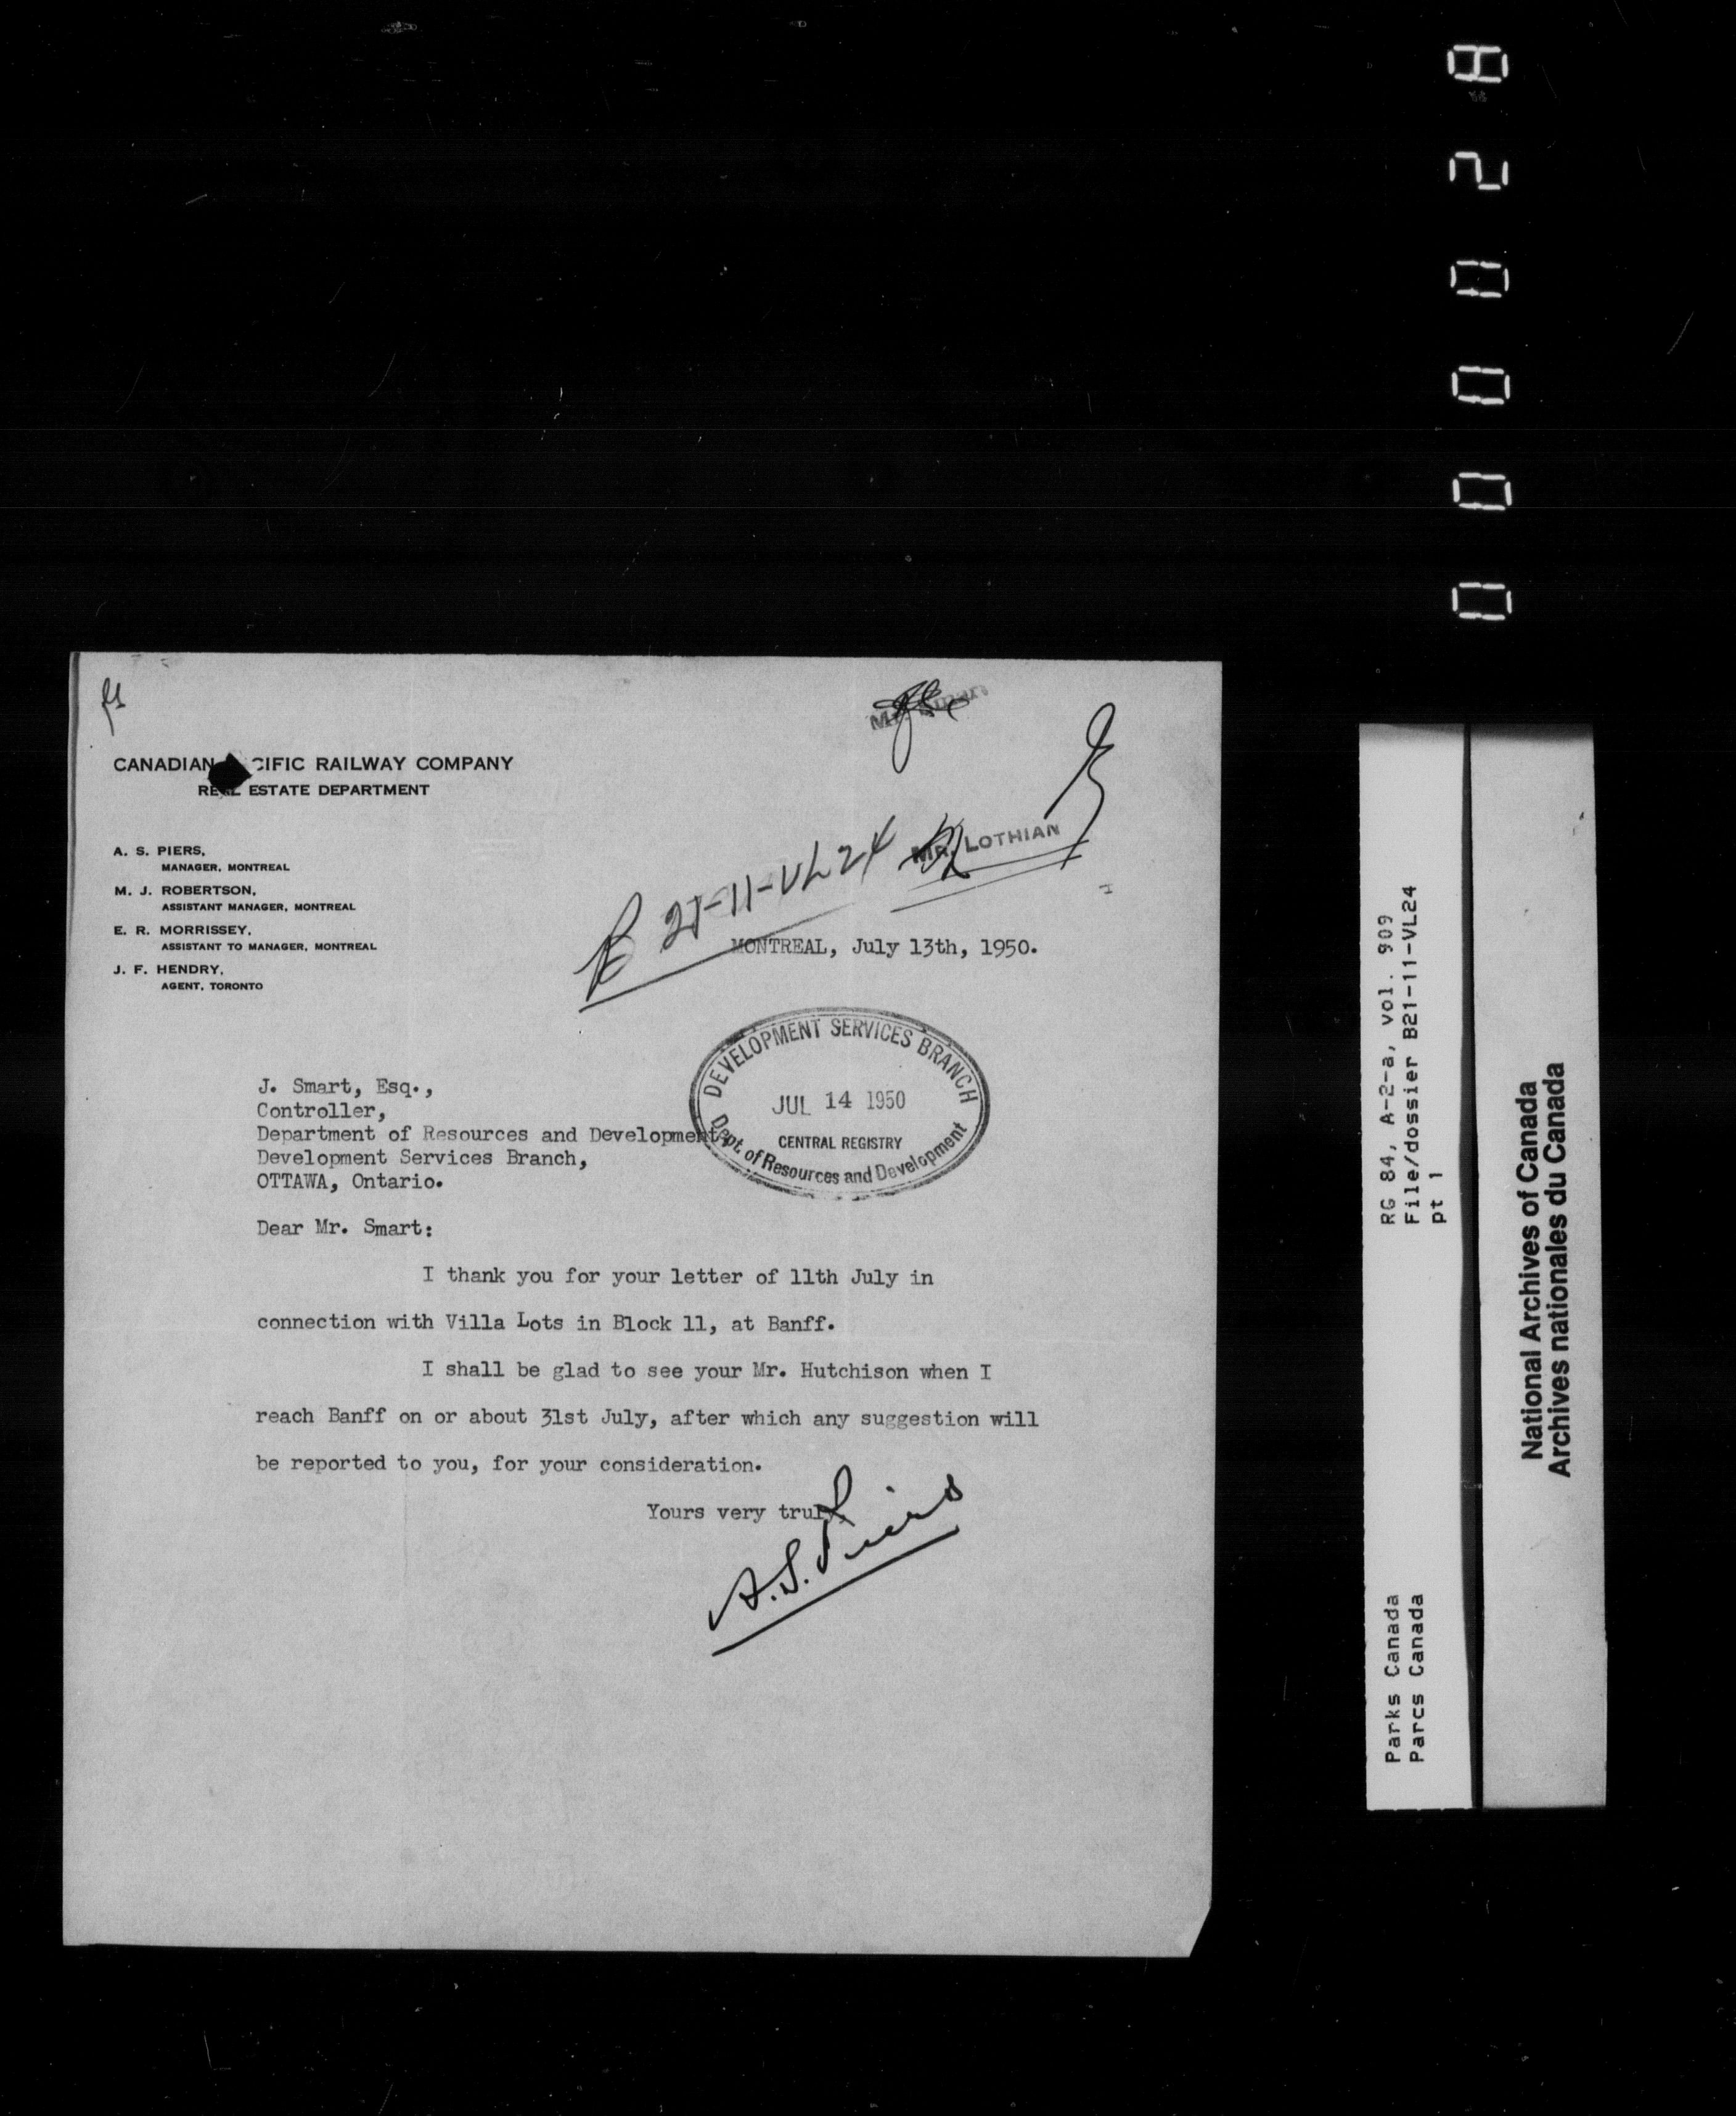 CANADIAN PACIFIC RAILWAY COMPANY
REAL ESTATE DEPARTMENT
A. S. PIERS,
MANAGER, MONTREAL
M. J. ROBERTSON,
ASSISTANT MANAGER, MONTREAL
E. R. MORRISSEY,
ASSISTANT TO MANAGER, MONTREAL
J. F. HENDRY,
AGENT, TORONTO
Mr. Smart
MR. LOTHIAN
B 21-11-VL24
MONTREAL, July 13th, 1950.
DEVELOPMENT SERVICES BRANCH
JUL 14 1950
CENTRAL REGISTRY
Dept. of Resources and Development
J. Smart, Esq.,
Controller,
Department of Resources and Development,
Development Services Branch,
OTTAWA, Ontario.
Dear Mr. Smart:
I thank you for your letter of 11th July in
connection with Villa Lots in Block 11, at Banff.
I shall be glad to see your Mr. Hutchison when I
reach Banff on or about 31st July, after which any suggestion will
be reported to you, for your consideration.
Yours very truly,
A.S. Piers
RG 84, A-2-a, vol. 909
File/dossier B21-11-VL24
pt 1
Parks Canada
Parcs Canada
National Archives of Canada
Archives nationales du Canada